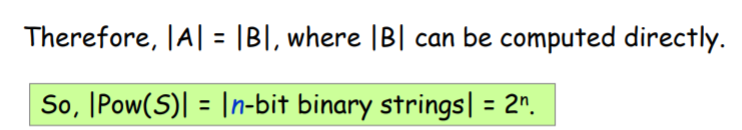 Therefore, |A| = |B|, where |B| can be computed directly.
So, |Pow(S)| = |n-bit binary strings| = 2ⁿ.